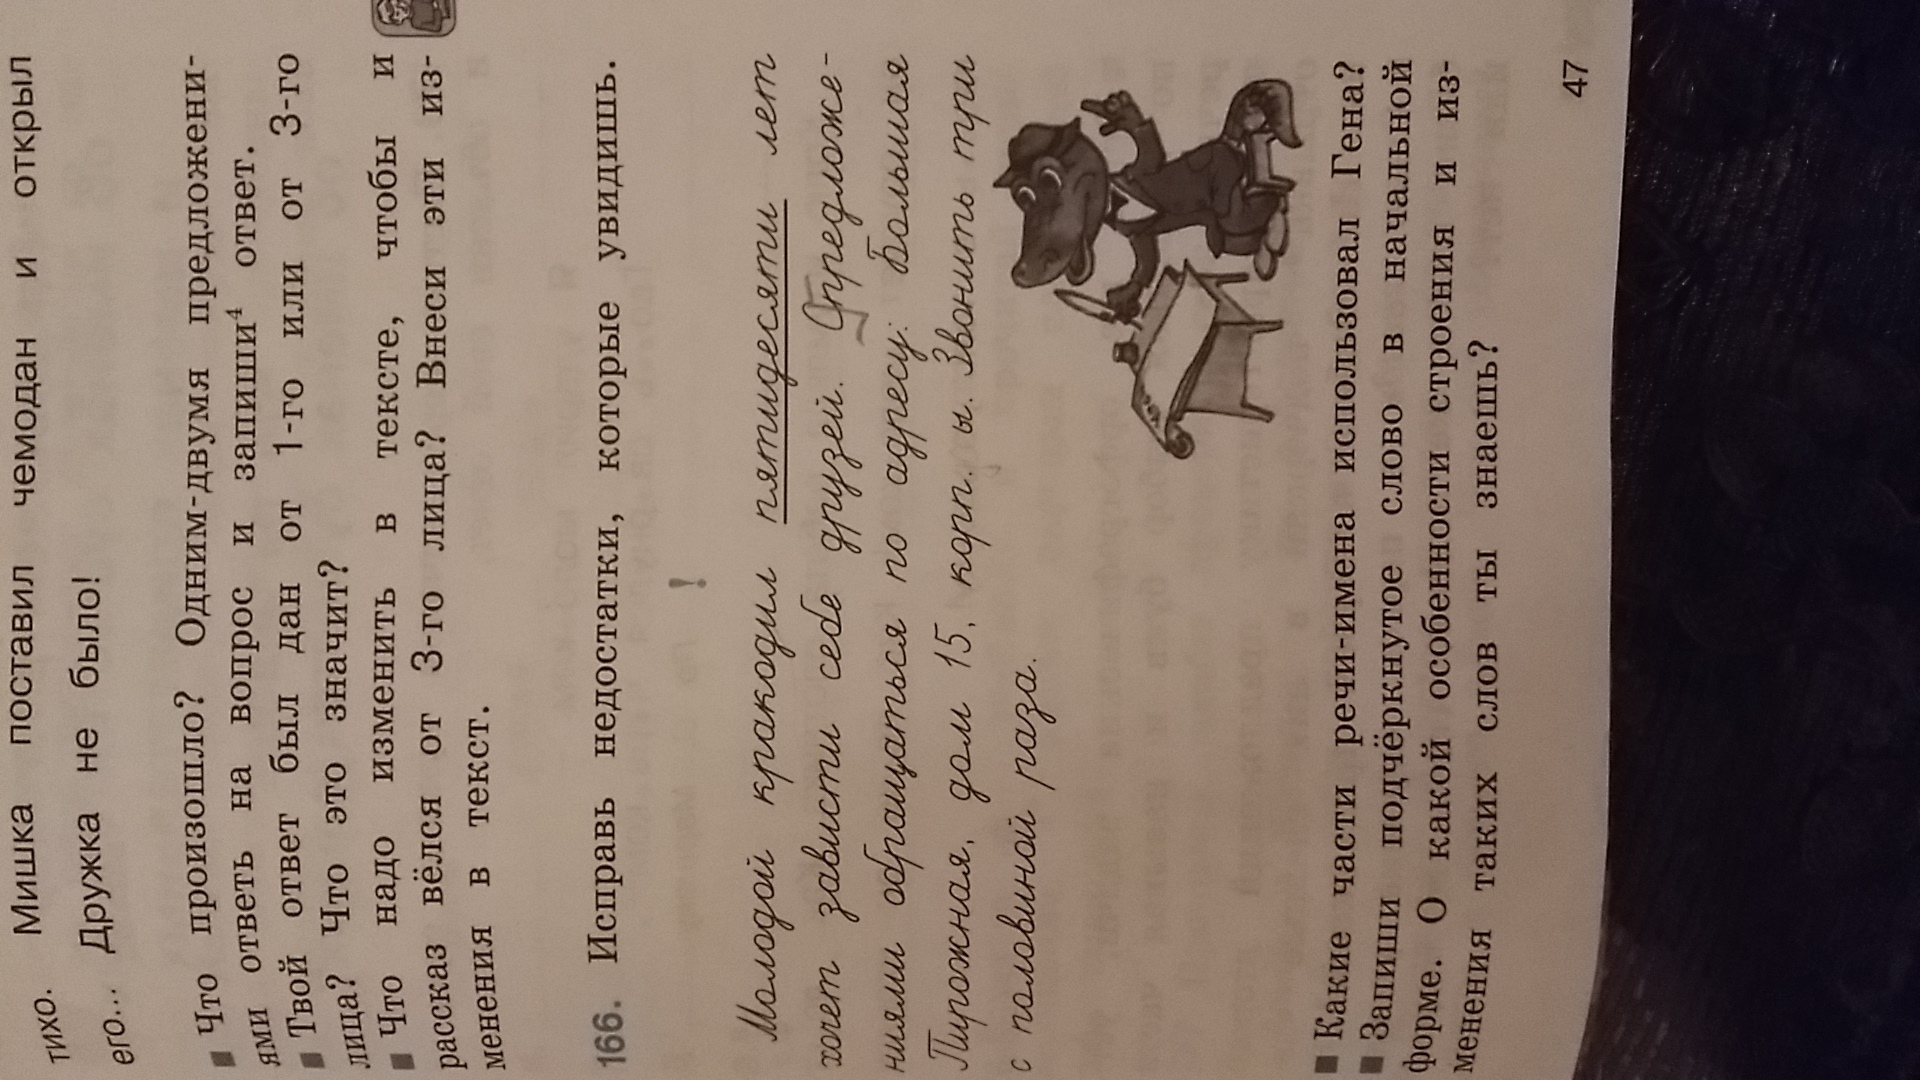 тихо. Мишка поставил чемодан и открыл
его... Дружка не было!
■ Что произошло? Одним-двумя предложени-
ями ответь на вопрос и запиши⁴ ответ.
■ Твой ответ был дан от 1-го или от 3-го
лица? Что это значит?
■ Что надо изменить в тексте, чтобы и
рассказ вёлся от 3-го лица? Внеси эти из-
менения в текст.
166. Исправь недостатки, которые увидишь.
Молодой кракодил пятидесяти лет
хочет зависти себе друзей. Спредложе-
ниями обращаться по адресу: Большая
Пирожная, дом 15, корп. ы. Звонить три
с половиной раза.
■ Какие части речи-имена использовал Гена?
■ Запиши подчёркнутое слово в начальной
форме. О какой особенности строения и из-
менения таких слов ты знаешь?
47